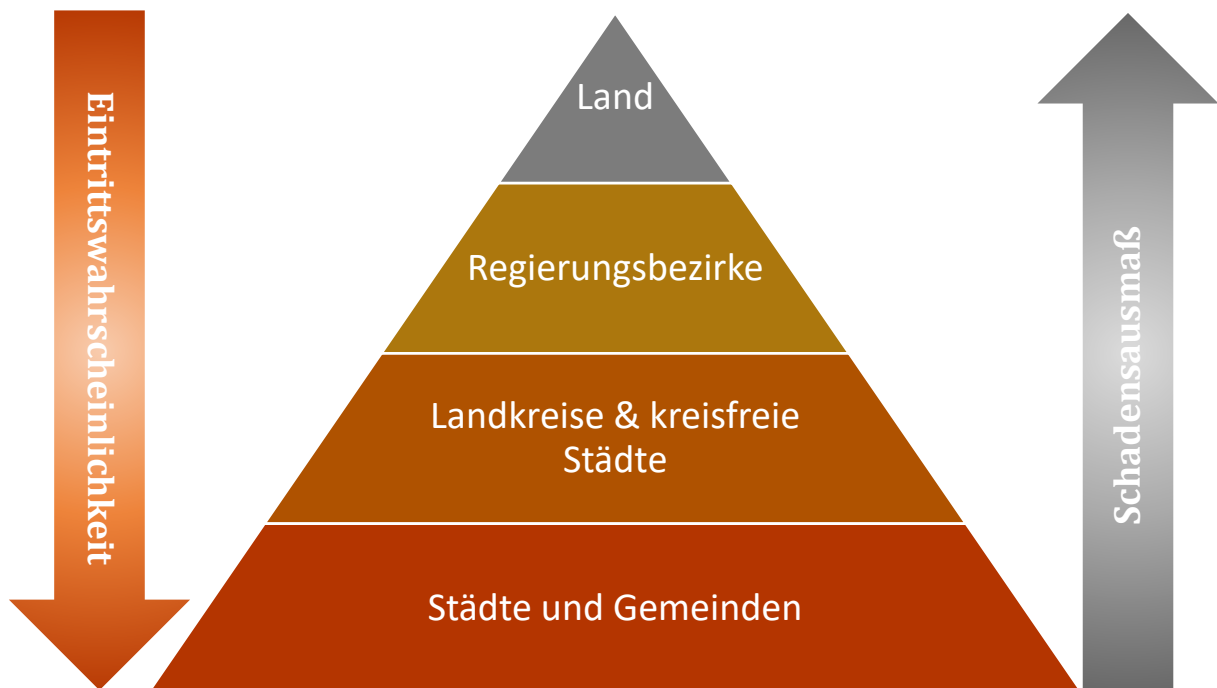 Eintrittswahrscheinlichkeit
Land
Regierungsbezirke
Landkreise & kreisfreie
Städte
Städte und Gemeinden
Schadensausmaß